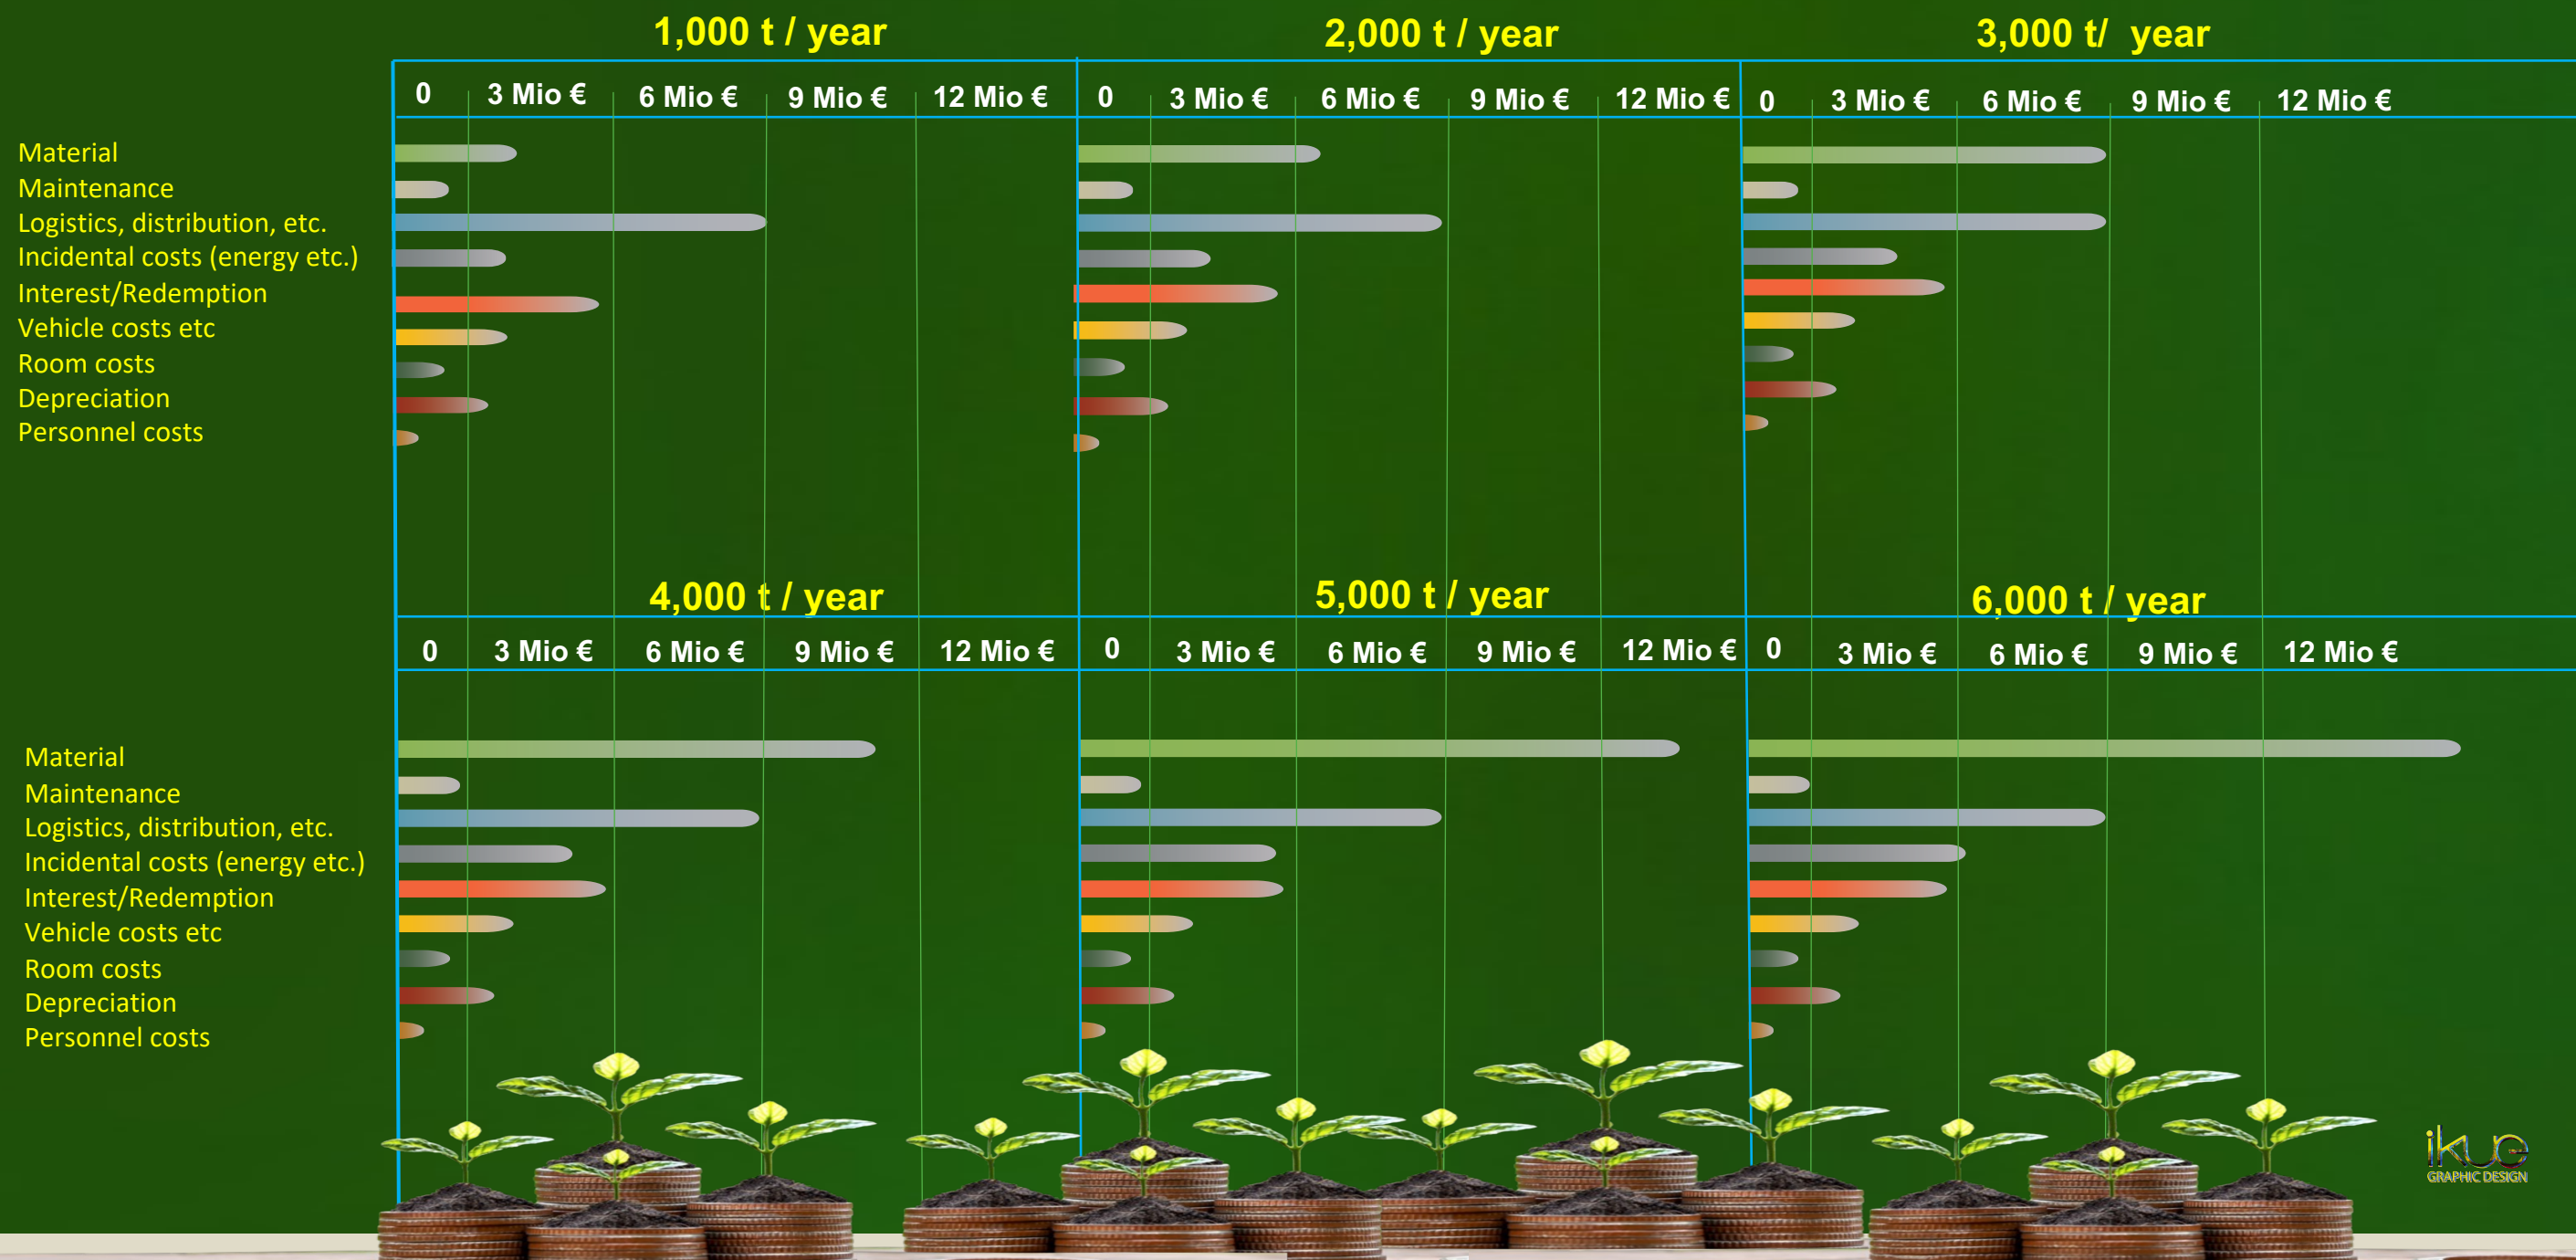 1,000 t / year
2,000 t / year
3,000 t/ year
0 3 Mio € 6 Mio € 9 Mio € 12 Mio €
0 3 Mio € 6 Mio € 9 Mio € 12 Mio €
0 3 Mio € 6 Mio € 9 Mio € 12 Mio €
Material
Maintenance
Logistics, distribution, etc.
Incidental costs (energy etc.)
Interest/Redemption
Vehicle costs etc
Room costs
Depreciation
Personnel costs
4,000 t / year
5,000 t / year
6,000 t / year
0 3 Mio € 6 Mio € 9 Mio € 12 Mio €
0 3 Mio € 6 Mio € 9 Mio € 12 Mio €
0 3 Mio € 6 Mio € 9 Mio € 12 Mio €
Material
Maintenance
Logistics, distribution, etc.
Incidental costs (energy etc.)
Interest/Redemption
Vehicle costs etc
Room costs
Depreciation
Personnel costs
GRAPHIC DESIGN